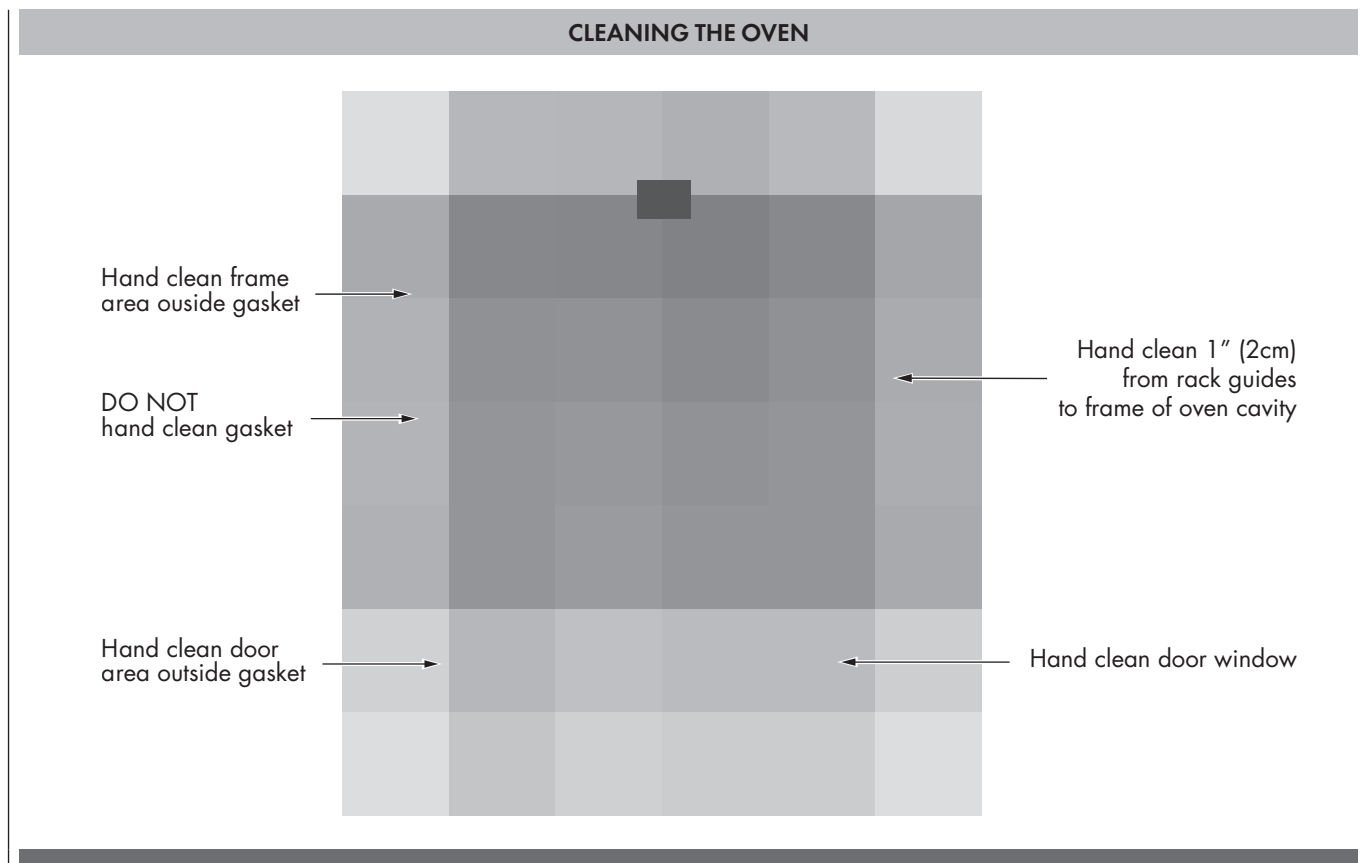 CLEANING THE OVEN
Hand clean frame
area ouside gasket
DO NOT
hand clean gasket
Hand clean door
area outside gasket
Hand clean 1” (2cm)
from rack guides
to frame of oven cavity
Hand clean door window